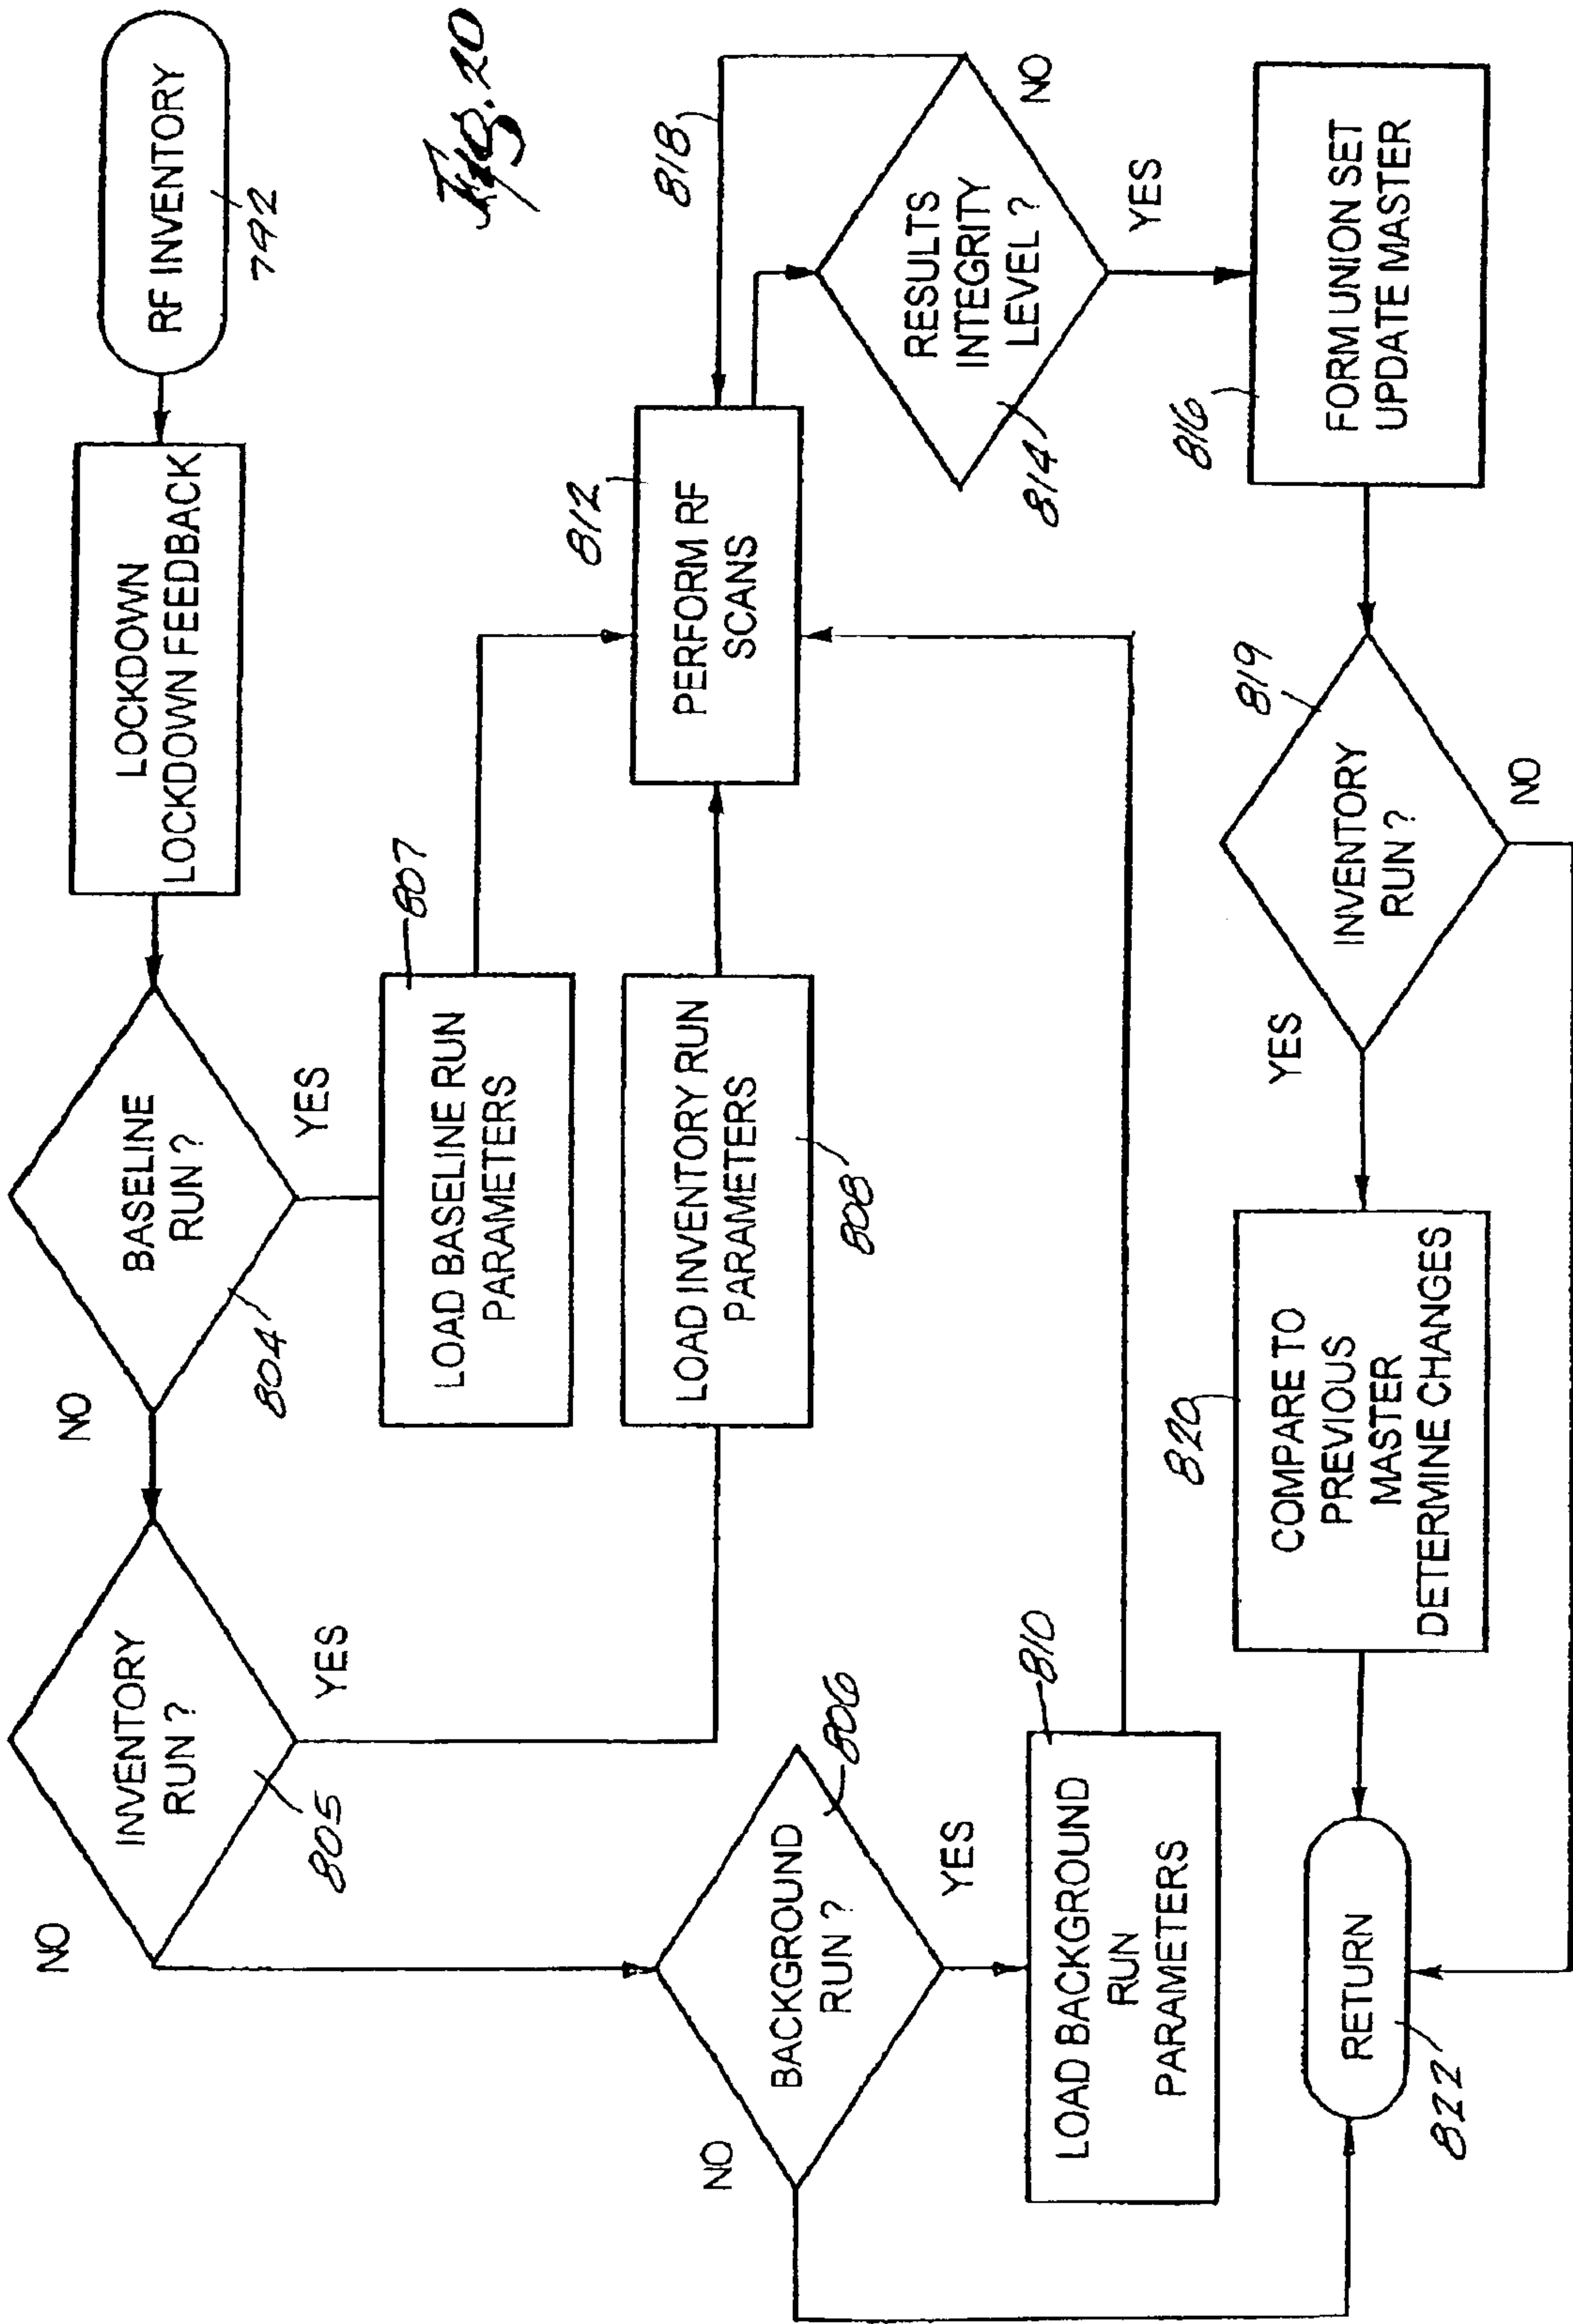 RF INVENTORY
792
LOCKDOWN
LOCKDOWN FEEDBACK
BASELINE
RUN ?
804
NO
YES
INVENTORY
RUN ?
805
NO
YES
LOAD BASELINE RUN
PARAMETERS
807
LOAD INVENTORY RUN
PARAMETERS
808
BACKGROUND
RUN ?
806
NO
YES
LOAD BACKGROUND
RUN
PARAMETERS
810
PERFORM RF
SCANS
812
Fig. 20
RESULTS
INTEGRITY
LEVEL ?
814
818
NO
YES
FORM UNION SET
UPDATE MASTER
816
INVENTORY
RUN ?
819
YES
NO
COMPARE TO
PREVIOUS
MASTER
DETERMINE CHANGES
820
RETURN
822